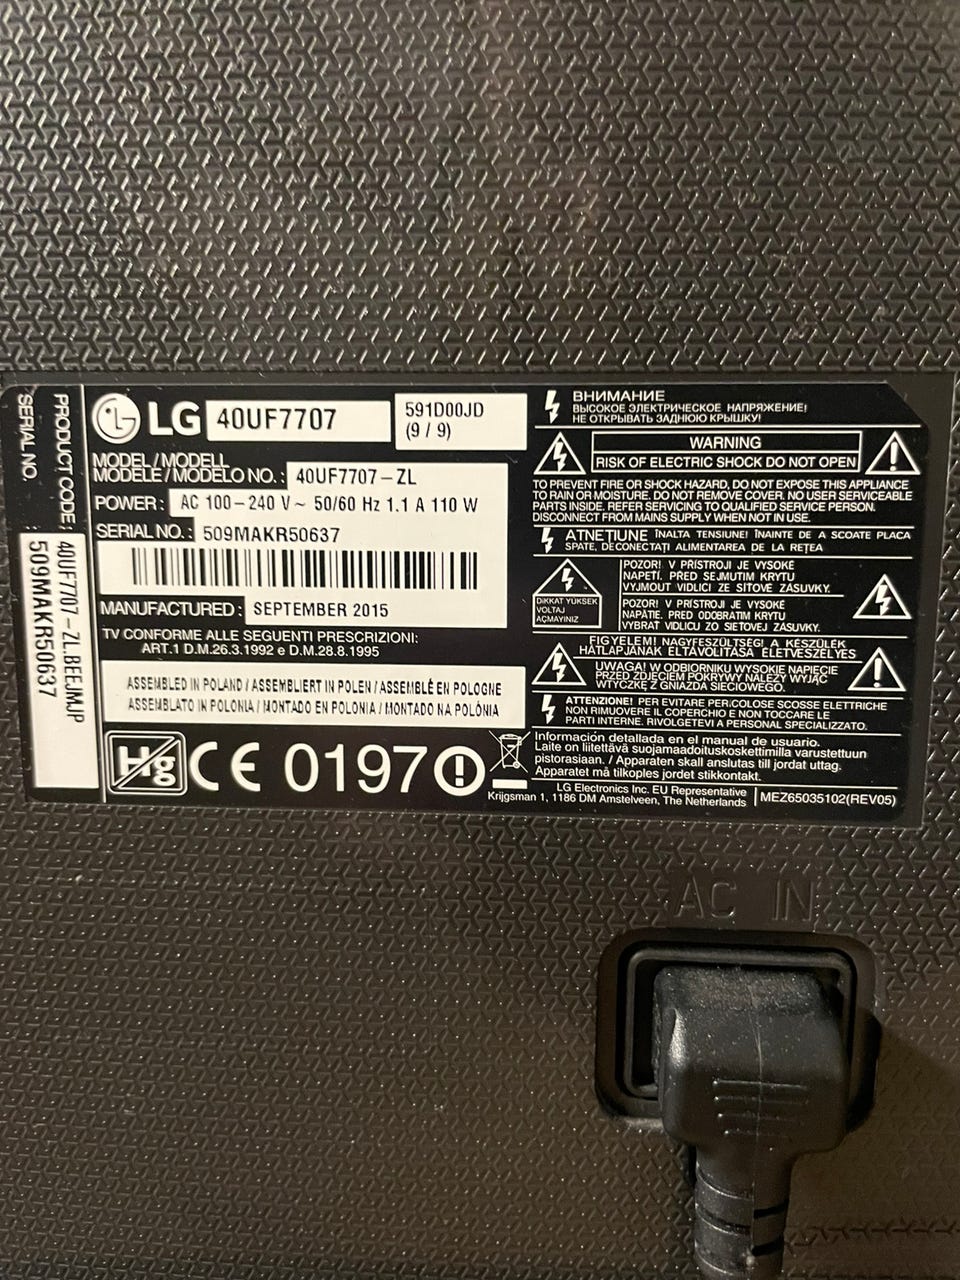 PRODUCT CODE :
SERIAL NO. :
40UF7707-ZL.BEEJMJP
509MAKR50637
LG 40UF7707
591D00JD
(9 / 9)
MODEL/MODELL
MODELE/MODELO NO. : 40UF7707-ZL
POWER : AC 100-240 V~ 50/60 Hz 1.1 A 110 W
SERIAL NO. : 509MAKR50637
MANUFACTURED : SEPTEMBER 2015
TV CONFORME ALLE SEGUENTI PRESCRIZIONI:
ART.1 D.M.26.3.1992 e D.M.28.8.1995
ASSEMBLED IN POLAND / ASSEMBLIERT IN POLEN / ASSEMBLÉ EN POLOGNE
ASSEMBLATO IN POLONIA / MONTADO EN POLONIA / MONTADO NA POLÓNIA
Hg CE 0197
ВНИМАНИЕ
ВЫСОКОЕ ЭЛЕКТРИЧЕСКОЕ НАПРЯЖЕНИЕ!
НЕ ОТКРЫВАТЬ ЗАДНЮЮ КРЫШКУ!
WARNING
RISK OF ELECTRIC SHOCK DO NOT OPEN
TO PREVENT FIRE OR SHOCK HAZARD, DO NOT EXPOSE THIS APPLIANCE
TO RAIN OR MOISTURE. DO NOT REMOVE COVER. NO USER SERVICEABLE
PARTS INSIDE. REFER SERVICING TO QUALIFIED SERVICE PERSON.
DISCONNECT FROM MAINS SUPPLY WHEN NOT IN USE.
ATNEŢIUNE ÎNALTA TENSIUNE! ÎNAINTE DE A SCOATE PLACA
SPATE, DECONECTAŢI ALIMENTAREA DE LA REŢEA
DİKKAT YÜKSEK
VOLTAJ
AÇMAYINIZ
POZOR! V PŘÍSTROJI JE VYSOKÉ
NAPĚTÍ. PŘED SEJMUTIM KRYTU
VYJMOUT VIDLICI ZE SÍTOVÉ ZÁSUVKY.
POZOR! V PRÍSTROJI JE VYSOKÉ
NAPÄTIE. PRED ODOBRATIM KRYTU
VYBRAT VIDLICU ZO SIETOVEJ ZÁSUVKY.
FIGYELEM! NAGYFESZÜLTSÉG! A KÉSZÜLÉK
HÁTLAPJÁNAK ELTÁVOLÍTÁSA ÉLETVESZÉLYES
UWAGA! W ODBIORNIKU WYSOKIE NAPIĘCIE
PRZED ZDJĘCIEM POKRYWY NALEŻY WYJĄĆ
WTYCZKĘ Z GNIAZDA SIECIOWEGO.
ATTENZIONE! PER EVITARE PERICOLOSE SCOSSE ELETTRICHE
NON RIMUOVERE IL COPERCHIO E NON TOCCARE LE
PARTI INTERNE. RIVOLGETEVI A PERSONAL SPECIALIZZATO.
Información detallada en el manual de usuario.
Laite on liitettävä suojamaadoituskoskettimilla varustettuun
pistorasiaan. / Apparaten skall anslutas till jordat uttag.
Apparatet må tilkoples jordet stikkontakt.
LG Electronics Inc. EU Representative
Krijgsman 1, 1186 DM Amstelveen, The Netherlands
MEZ65035102(REV05)
AC IN